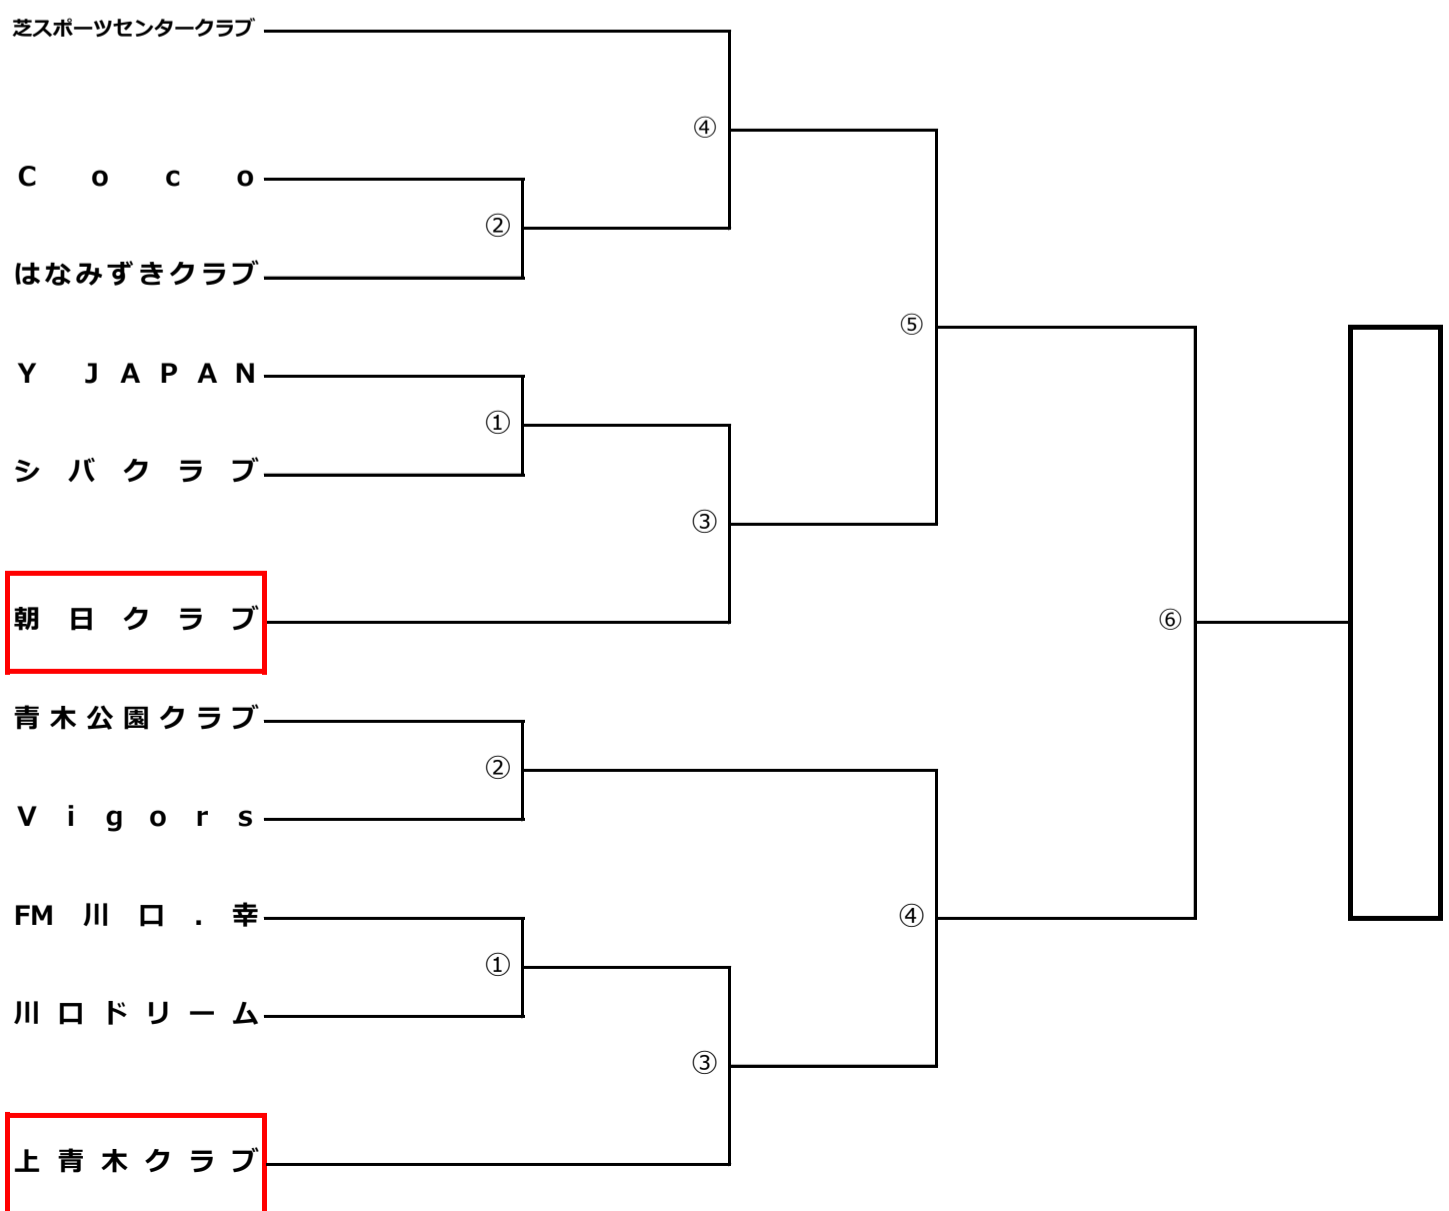 芝スポーツセンタークラブ
④
Coco
②
はなみずきクラブ
⑤
Y JAPAN
①
シバクラブ
③
朝日クラブ
⑥
青木公園クラブ
②
Vigors
FM川口.幸
④
①
川口ドリーム
③
上青木クラブ